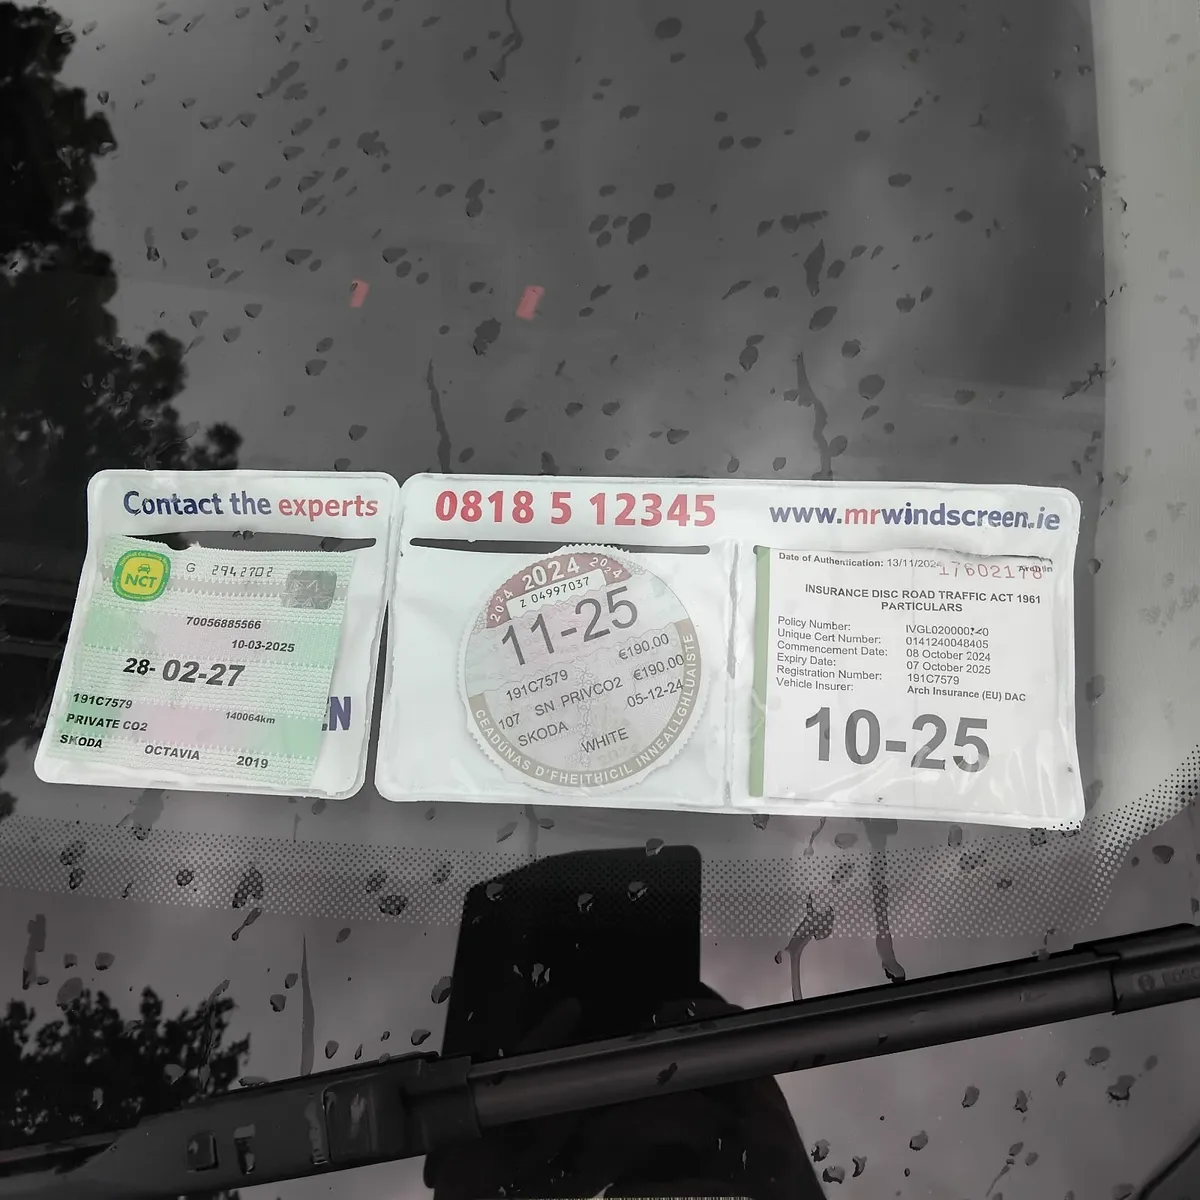 Contact the experts
NCT
G 2942702
70056885566
10-03-2025
28-02-27
191C7579
140064km
PRIVATE CO2
SKODA OCTAVIA 2019
EN
0818 5 12345
2024 2024 2024
Z 04997037
11-25
€190.00
191C7579 €190.00
107 SN PRIVCO2 05-12-24
SKODA WHITE
CEADÚNAS D'FHEITHICIL INNEALLGHLUAISTE
www.mrwindscreen.ie
Date of Authentication: 13/11/2024
17602178
INSURANCE DISC ROAD TRAFFIC ACT 1961
PARTICULARS
Policy Number:
Unique Cert Number: 0141240048405
Commencement Date: 08 October 2024
Expiry Date: 07 October 2025
Registration Number: 191C7579
Vehicle Insurer: Arch Insurance (EU) DAC
10-25